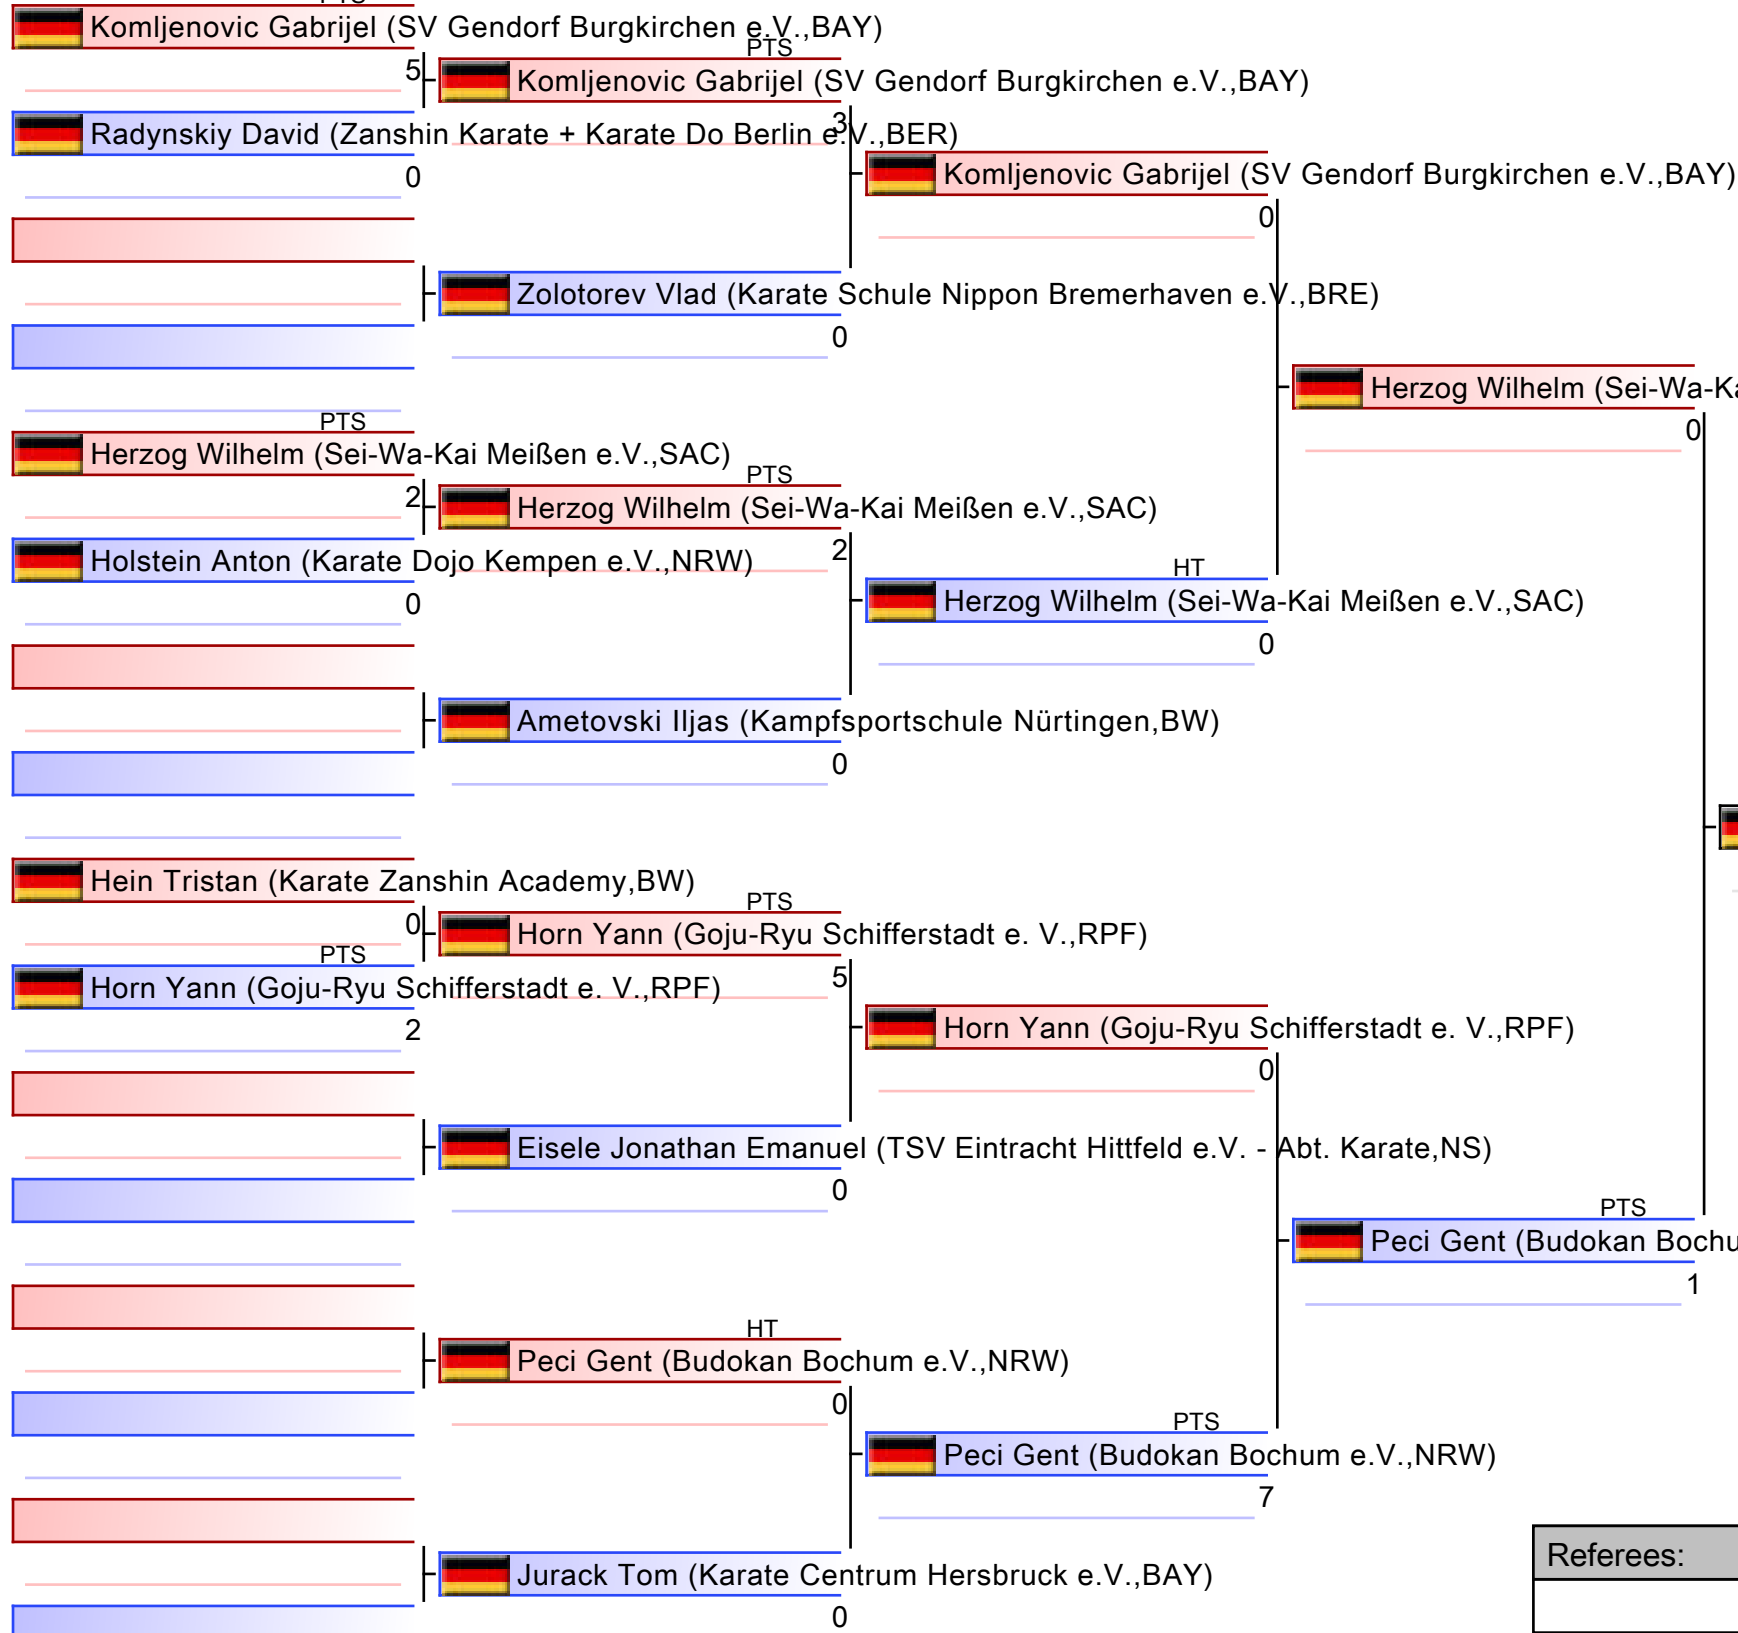 PTS
Komljenovic Gabrijel (SV Gendorf Burgkirchen e.V.,BAY)
5
Radynskiy David (Zanshin Karate + Karate Do Berlin e.V.,BER)
0
PTS
Herzog Wilhelm (Sei-Wa-Kai Meißen e.V.,SAC)
2
Holstein Anton (Karate Dojo Kempen e.V.,NRW)
0
Hein Tristan (Karate Zanshin Academy,BW)
0
PTS
Horn Yann (Goju-Ryu Schifferstadt e. V.,RPF)
2
PTS
Komljenovic Gabrijel (SV Gendorf Burgkirchen e.V.,BAY)
3
Zolotorev Vlad (Karate Schule Nippon Bremerhaven e.V.,BRE)
0
PTS
Herzog Wilhelm (Sei-Wa-Kai Meißen e.V.,SAC)
2
Ametovski Iljas (Kampfsportschule Nürtingen,BW)
0
PTS
Horn Yann (Goju-Ryu Schifferstadt e. V.,RPF)
5
Eisele Jonathan Emanuel (TSV Eintracht Hittfeld e.V. - Abt. Karate,NS)
0
HT
Peci Gent (Budokan Bochum e.V.,NRW)
0
Jurack Tom (Karate Centrum Hersbruck e.V.,BAY)
0
Komljenovic Gabrijel (SV Gendorf Burgkirchen e.V.,BAY)
0
HT
Herzog Wilhelm (Sei-Wa-Kai Meißen e.V.,SAC)
0
Horn Yann (Goju-Ryu Schifferstadt e. V.,RPF)
0
PTS
Peci Gent (Budokan Bochum e.V.,NRW)
7
Herzog Wilhelm (Sei-Wa-Ka
0
PTS
Peci Gent (Budokan Bochu
1
Referees: